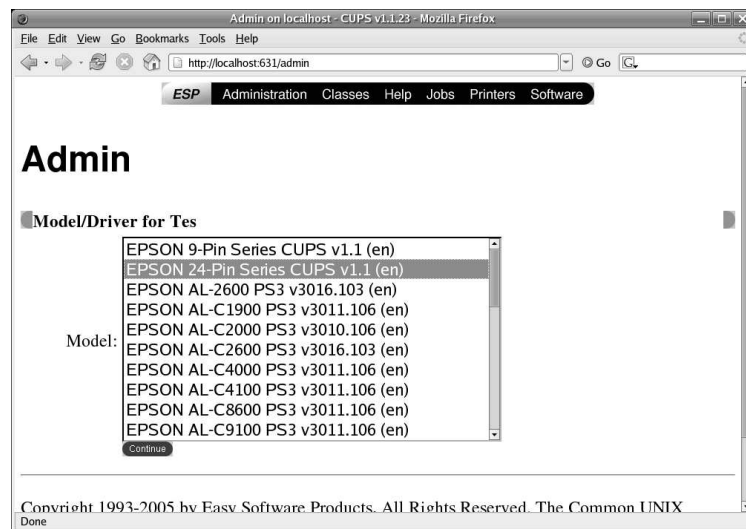 Admin on localhost - CUPS v1.1.23 - Mozilla Firefox
File Edit View Go Bookmarks Tools Help
http://localhost:631/admin
Go
G
ESP Administration Classes Help Jobs Printers Software
Admin
Model/Driver for Tes
EPSON 9-Pin Series CUPS v1.1 (en)
EPSON 24-Pin Series CUPS v1.1 (en)
EPSON AL-2600 PS3 v3016.103 (en)
EPSON AL-C1900 PS3 v3011.106 (en)
EPSON AL-C2000 PS3 v3010.106 (en)
Model: EPSON AL-C2600 PS3 v3016.103 (en)
EPSON AL-C4000 PS3 v3011.106 (en)
EPSON AL-C4100 PS3 v3011.106 (en)
EPSON AL-C8600 PS3 v3011.106 (en)
EPSON AL-C9100 PS3 v3011.106 (en)
Continue
Copyright 1993-2005 by Easy Software Products. All Rights Reserved. The Common UNIX
Done